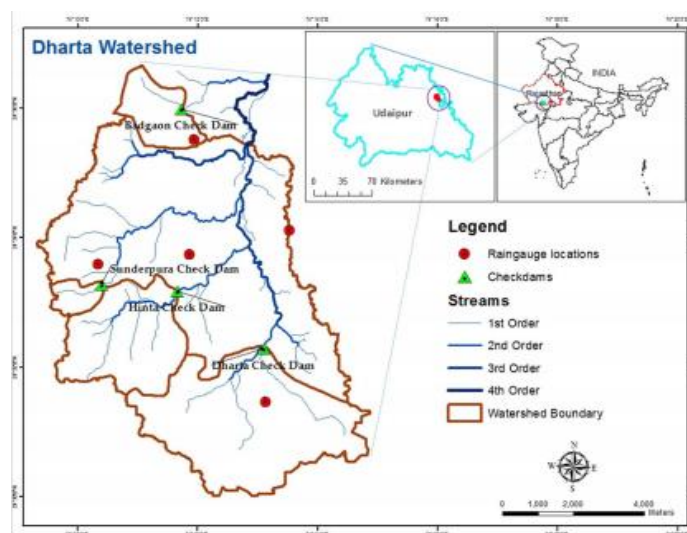 Dharta Watershed
INDIA
Rajasthan
Udaipur
0 35 70 Kilometers
Badgaon Check Dam
Sunderpura Check Dam
Hinta Check Dam
Dharta Check Dam
Legend
Raingauge locations
Checkdams
Streams
1st Order
2nd Order
3rd Order
4th Order
Watershed Boundary
N
W E
S
0 1,000 2,000 4,000
Meters